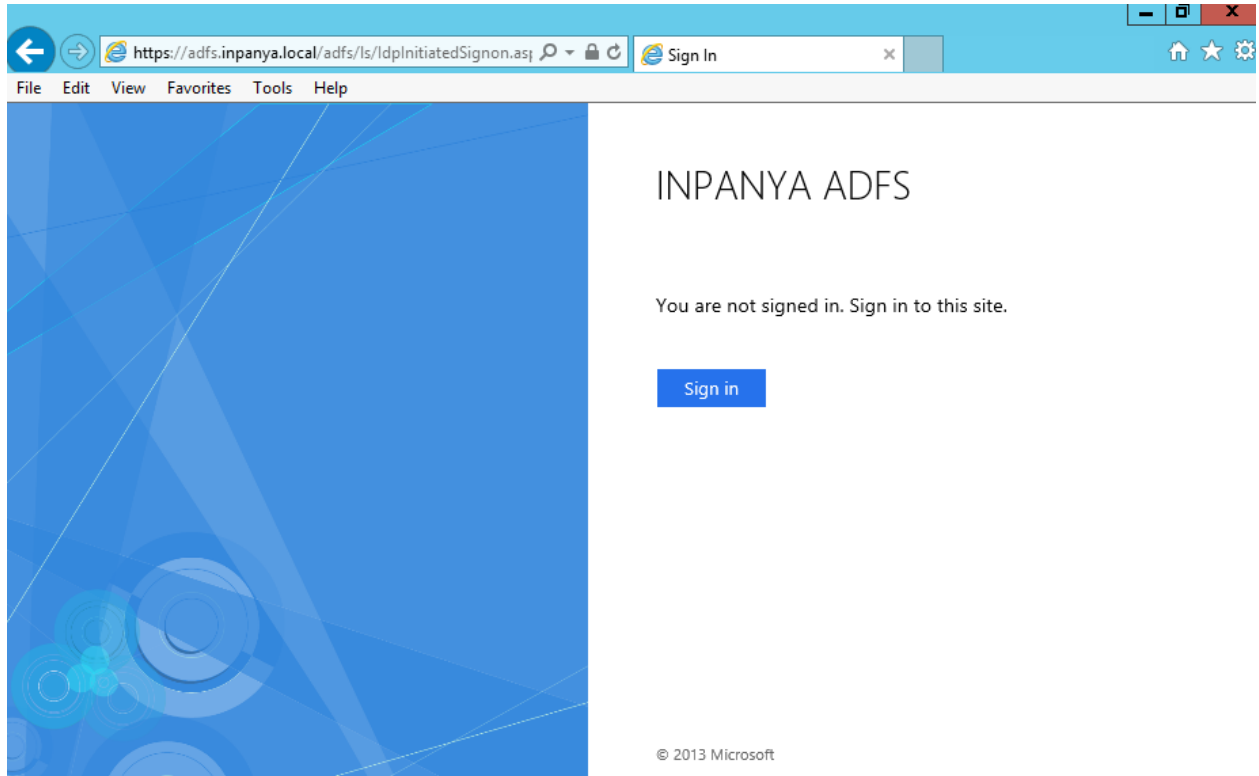 https://adfs.inpanya.local/adfs/ls/IdpInitiatedSignon.asp
Sign In
File Edit View Favorites Tools Help
INPANYA ADFS
You are not signed in. Sign in to this site.
Sign in
© 2013 Microsoft